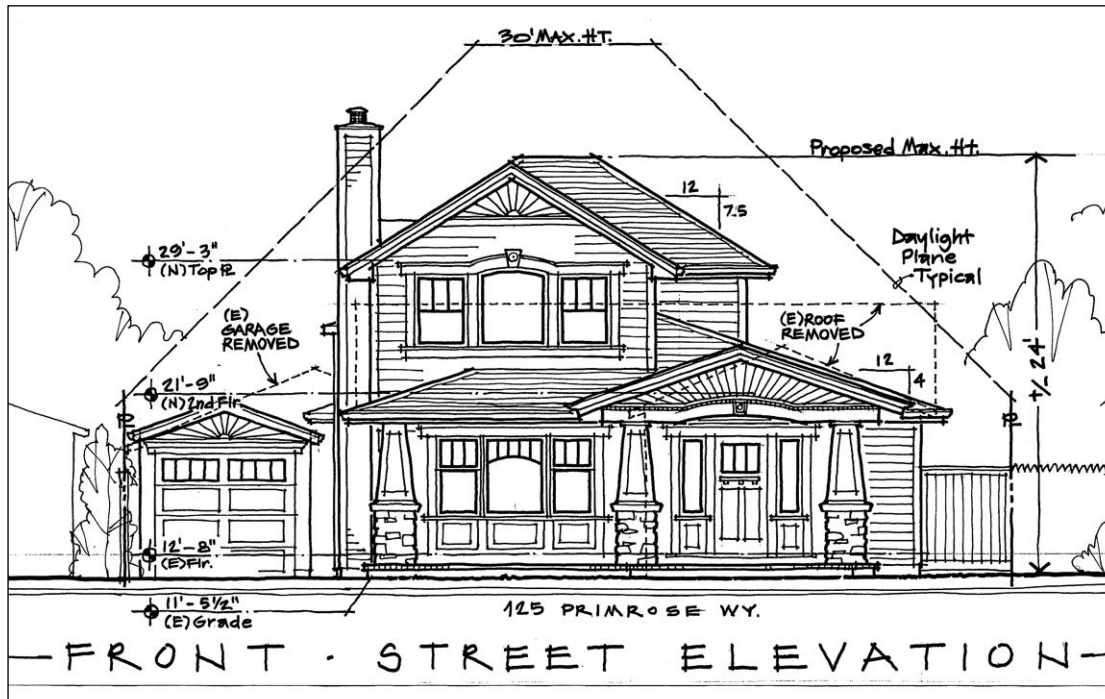 30' MAX. HT.
Proposed Max. Ht.
12
7.5
29'-3"
(N) Top Pl.
Daylight
Plane
Typical
(E)
GARAGE
REMOVED
(E) ROOF
REMOVED
12
4
+/- 24'
21'-9"
(N) 2nd Flr.
12'-8"
(E) Flr.
11'-5 1/2"
(E) Grade
125 PRIMROSE WY.
FRONT · STREET ELEVATION